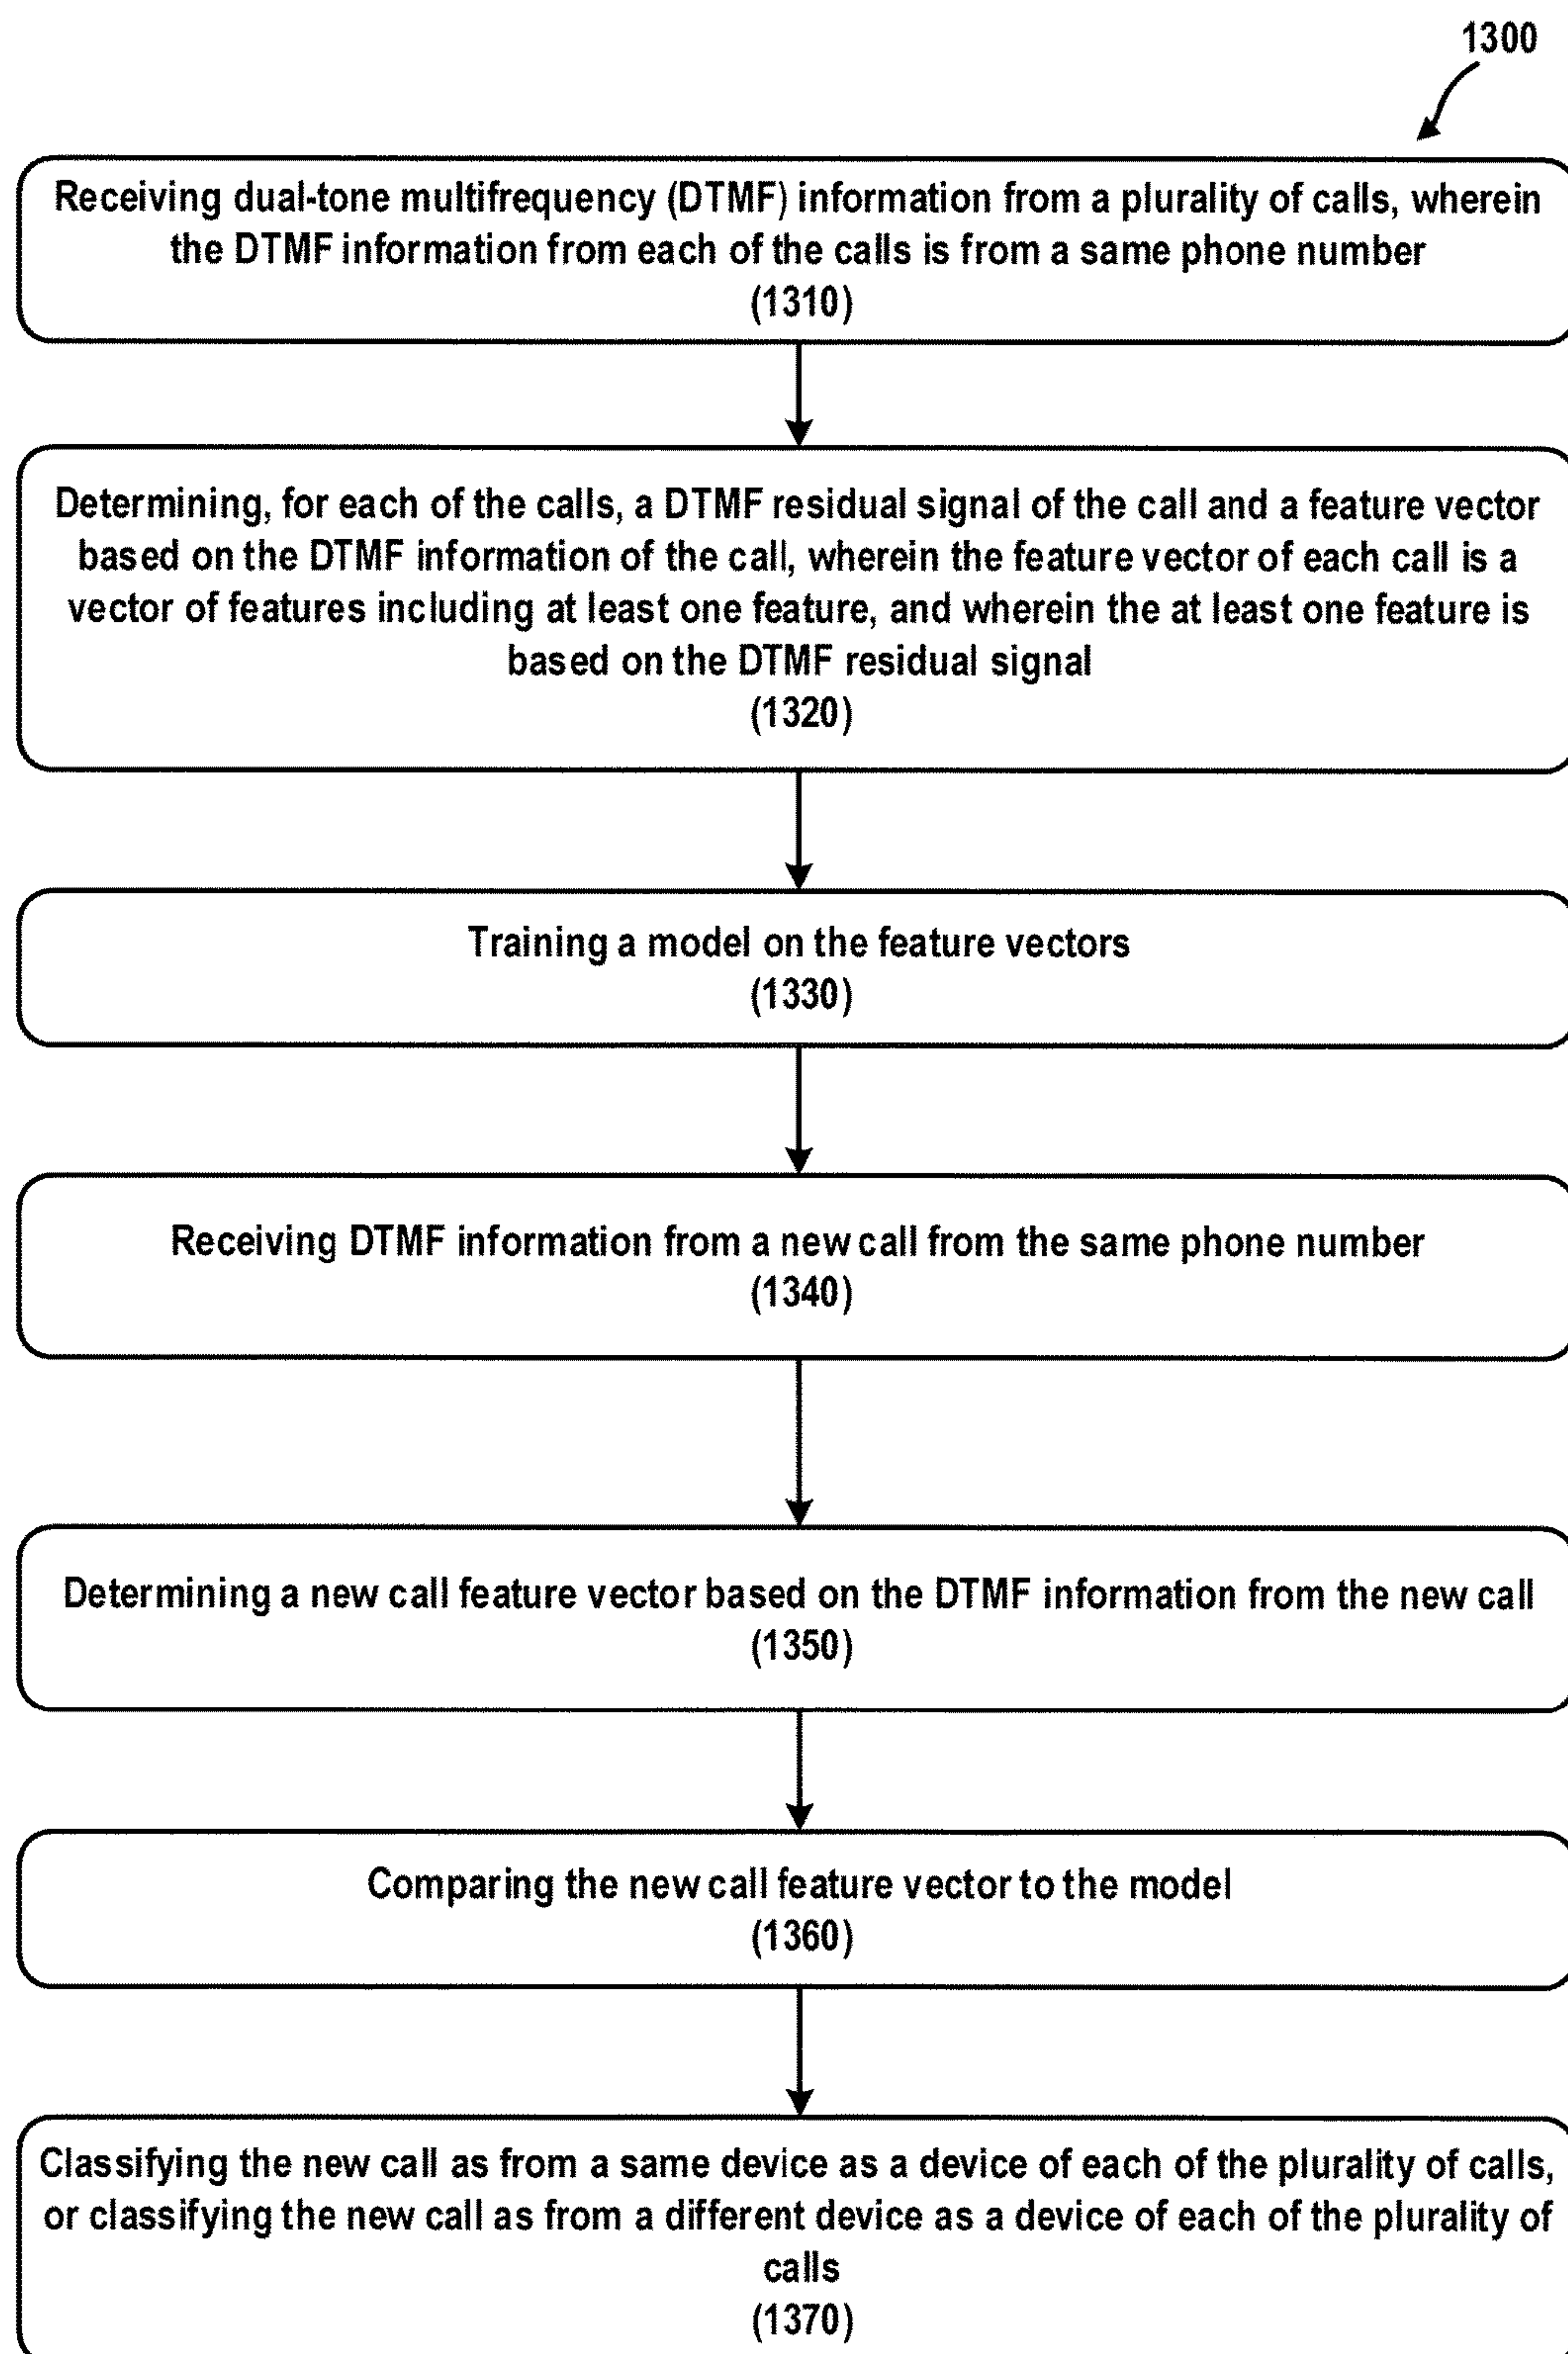 1300
Receiving dual-tone multifrequency (DTMF) information from a plurality of calls, wherein
the DTMF information from each of the calls is from a same phone number
(1310)
Determining, for each of the calls, a DTMF residual signal of the call and a feature vector
based on the DTMF information of the call, wherein the feature vector of each call is a
vector of features including at least one feature, and wherein the at least one feature is
based on the DTMF residual signal
(1320)
Training a model on the feature vectors
(1330)
Receiving DTMF information from a new call from the same phone number
(1340)
Determining a new call feature vector based on the DTMF information from the new call
(1350)
Comparing the new call feature vector to the model
(1360)
Classifying the new call as from a same device as a device of each of the plurality of calls,
or classifying the new call as from a different device as a device of each of the plurality of
calls
(1370)